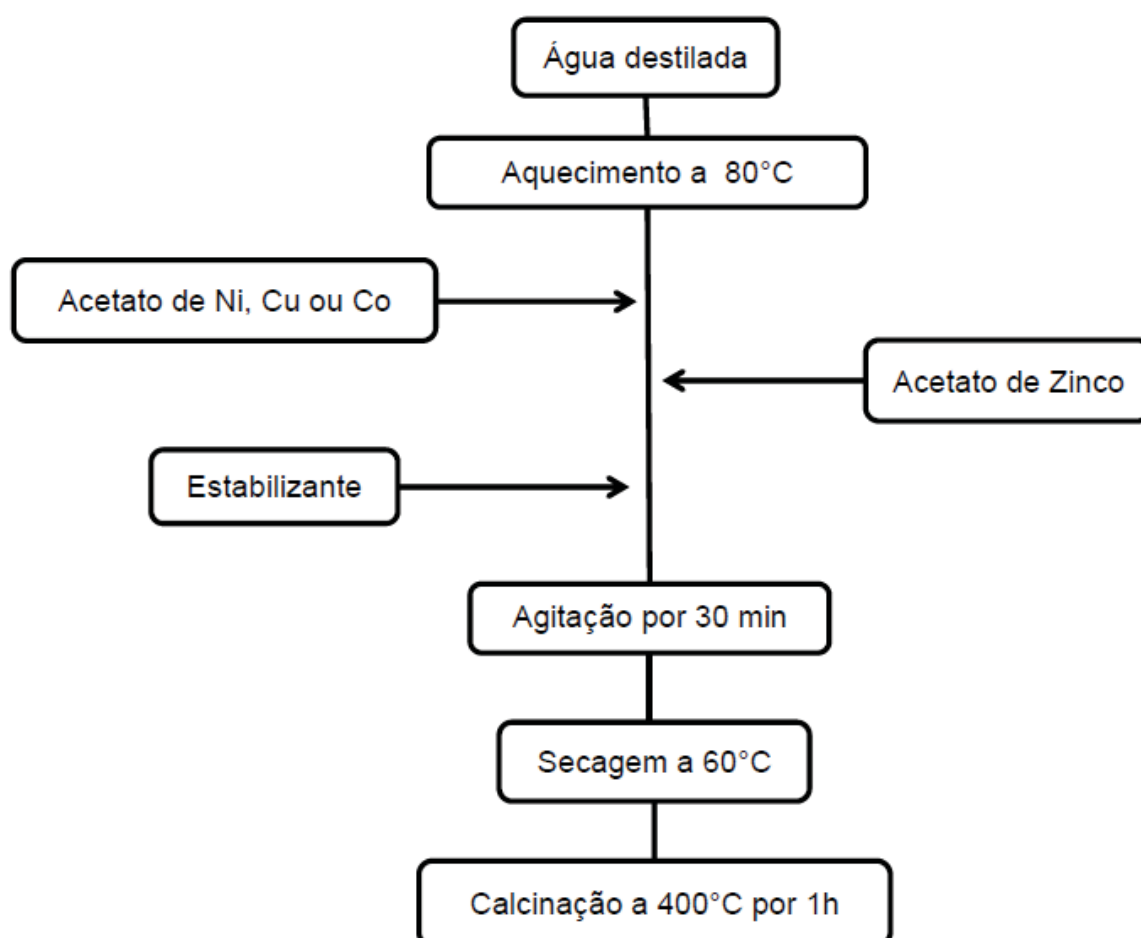 Água destilada
Aquecimento a 80°C
Acetato de Ni, Cu ou Co
Acetato de Zinco
Estabilizante
Agitação por 30 min
Secagem a 60°C
Calcinação a 400°C por 1h